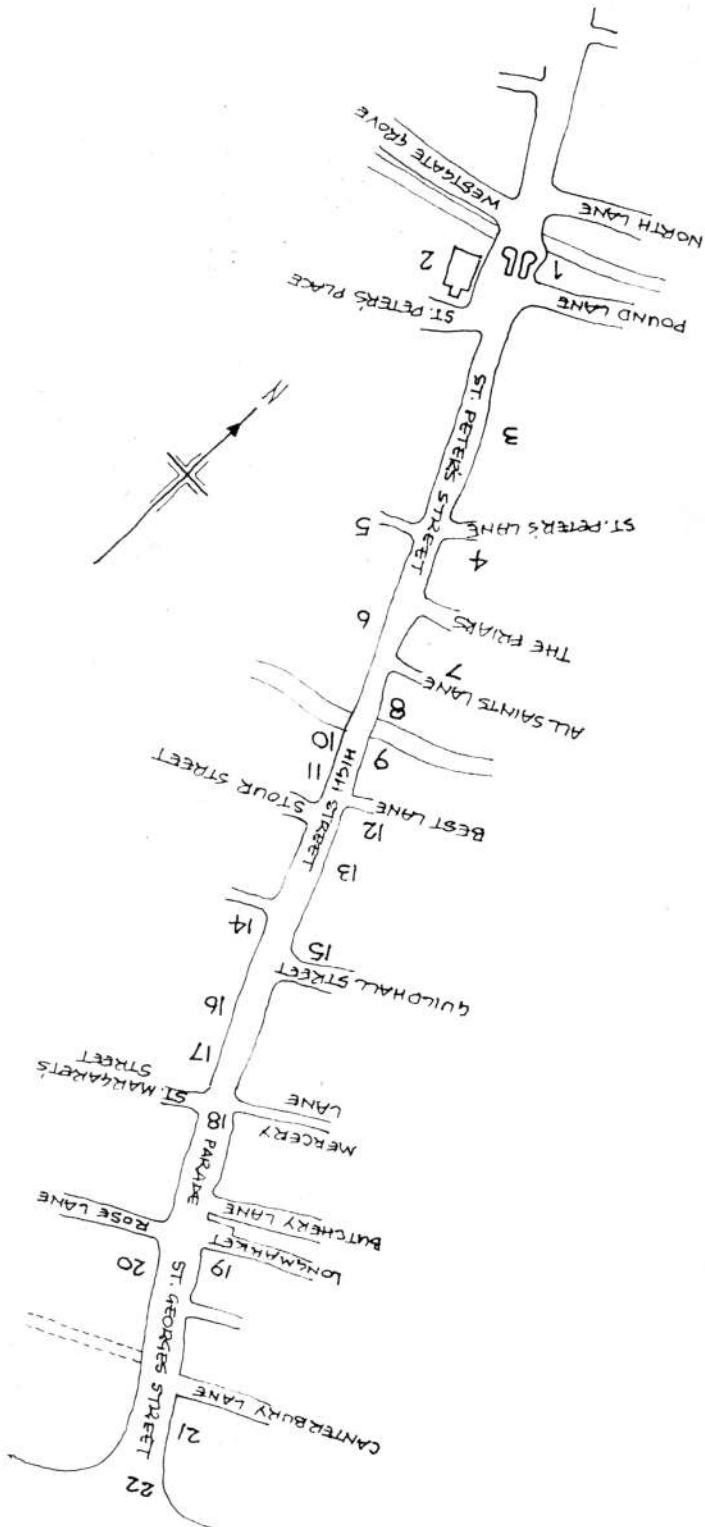 WESTGATE GROVE
NORTH LANE
1
2
POUND LANE
ST. PETER'S PLACE
N
ST. PETER'S STREET
3
ST. PETER'S LANE
5
4
THE FRIARS
6
7
ALL SAINTS LANE
8
10
9
11
HIGH STREET
STOUR STREET
BEST LANE
12
13
14
15
GUILDHALL STREET
16
17
ST. MARGARET'S
STREET
MERCERY
LANE
18
PARADE
BUTCHERY LANE
LONGMARKET
ROSE LANE
19
20
ST. GEORGES STREET
CANTERBURY LANE
21
22